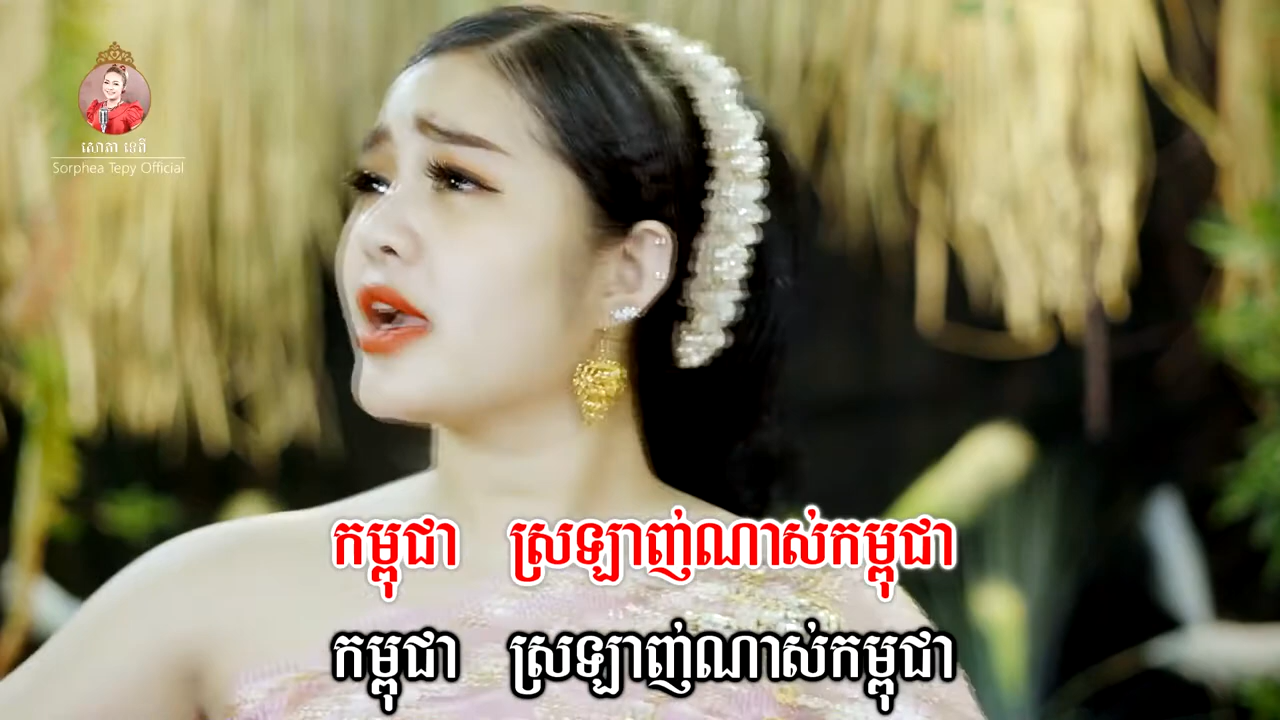 សោភា ទេពី
Sorphea Tepy Official
កម្ពុជា ស្រឡាញ់ណាស់កម្ពុជា
កម្ពុជា ស្រឡាញ់ណាស់កម្ពុជា